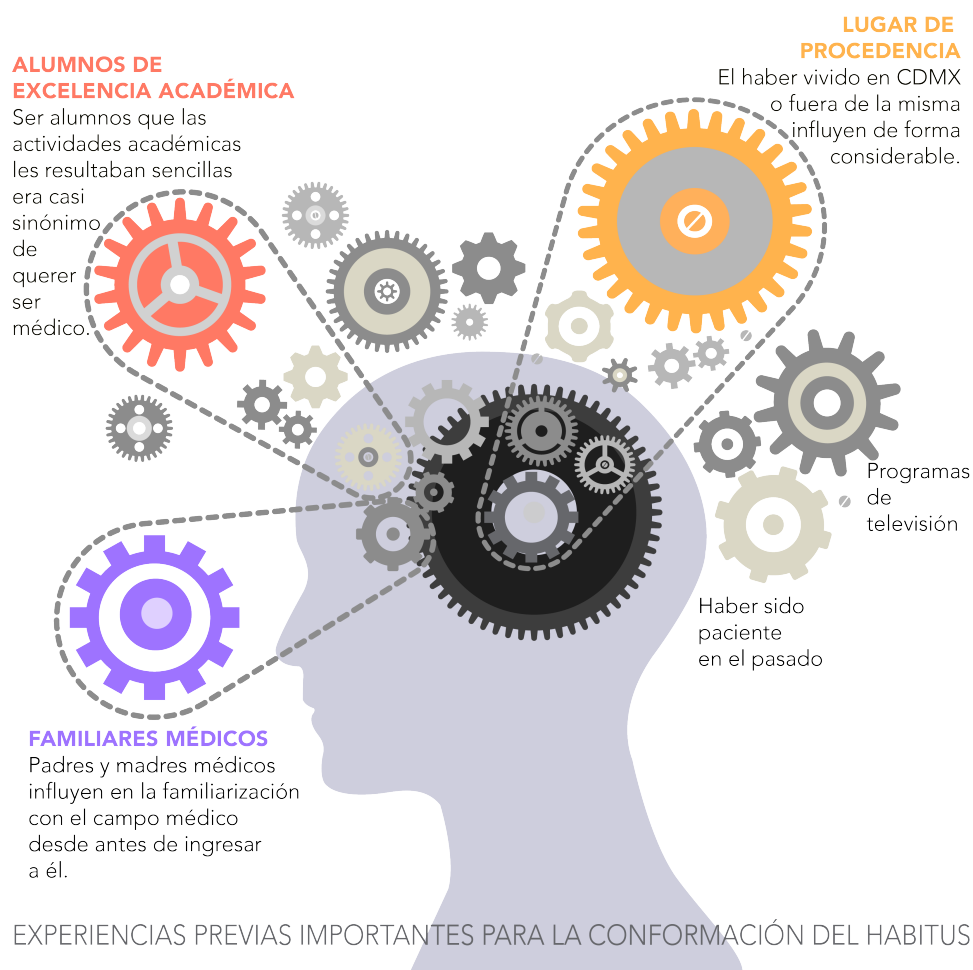 ALUMNOS DE
EXCELENCIA ACADÉMICA
Ser alumnos que las
actividades académicas
les resultaban sencillas
era casi
sinónimo
de
querer
ser
médico.
LUGAR DE
PROCEDENCIA
El haber vivido en CDMX
o fuera de la misma
influyen de forma
considerable.
Programas
de
televisión
Haber sido
paciente
en el pasado
FAMILIARES MÉDICOS
Padres y madres médicos
influyen en la familiarización
con el campo médico
desde antes de ingresar
a él.
EXPERIENCIAS PREVIAS IMPORTANTES PARA LA CONFORMACIÓN DEL HABITUS